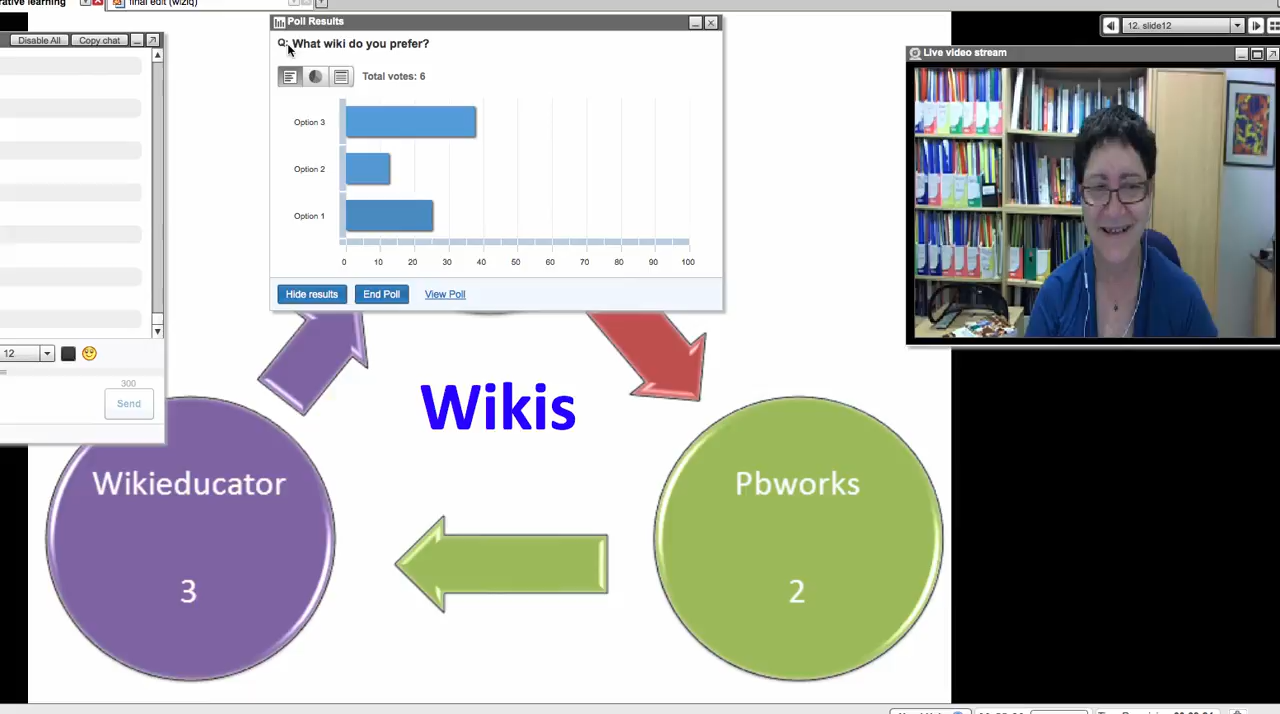 rative learning
final edit (wiziq)
Disable All
Copy chat
12
300
Send
Poll Results
Q: What wiki do you prefer?
Total votes: 6
Option 3
Option 2
Option 1
0 10 20 30 40 50 60 70 80 90 100
Hide results
End Poll
View Poll
12. slide12
Live video stream
Wikis
Wikieducator
3
Pbworks
2